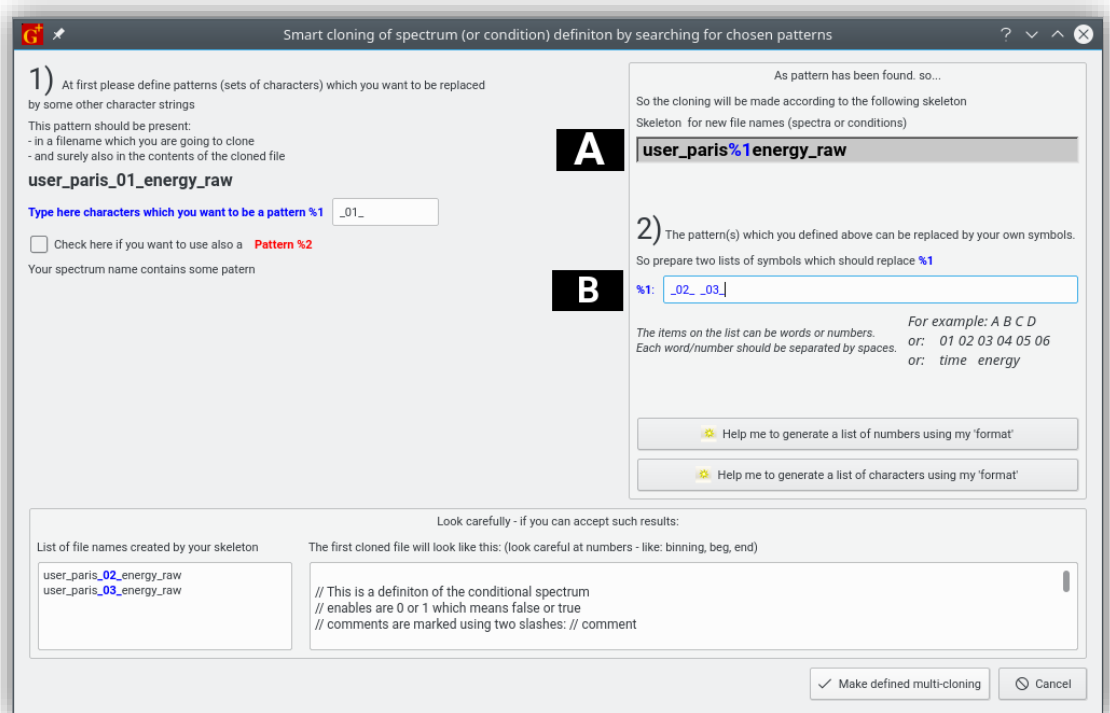 G+
Smart cloning of spectrum (or condition) definiton by searching for chosen patterns
?
1) At first please define patterns (sets of characters) which you want to be replaced
by some other character strings
This pattern should be present:
- in a filename which you are going to clone
- and surely also in the contents of the cloned file
user_paris_01_energy_raw
Type here characters which you want to be a pattern %1 _01_
Check here if you want to use also a Pattern %2
Your spectrum name contains some patern
As pattern has been found. so...
So the cloning will be made according to the following skeleton
Skeleton for new file names (spectra or conditions)
A
user_paris%1energy_raw
2) The pattern(s) which you defined above can be replaced by your own symbols.
So prepare two lists of symbols which should replace %1
B
%1: _02_ _03_
The items on the list can be words or numbers.
Each word/number should be separated by spaces.
For example: A B C D
or: 01 02 03 04 05 06
or: time energy
Help me to generate a list of numbers using my 'format'
Help me to generate a list of characters using my 'format'
Look carefully - if you can accept such results:
List of file names created by your skeleton
user_paris_02_energy_raw
user_paris_03_energy_raw
The first cloned file will look like this: (look careful at numbers - like: binning, beg, end)
// This is a definiton of the conditional spectrum
// enables are 0 or 1 which means false or true
// comments are marked using two slashes: // comment
Make defined multi-cloning
Cancel